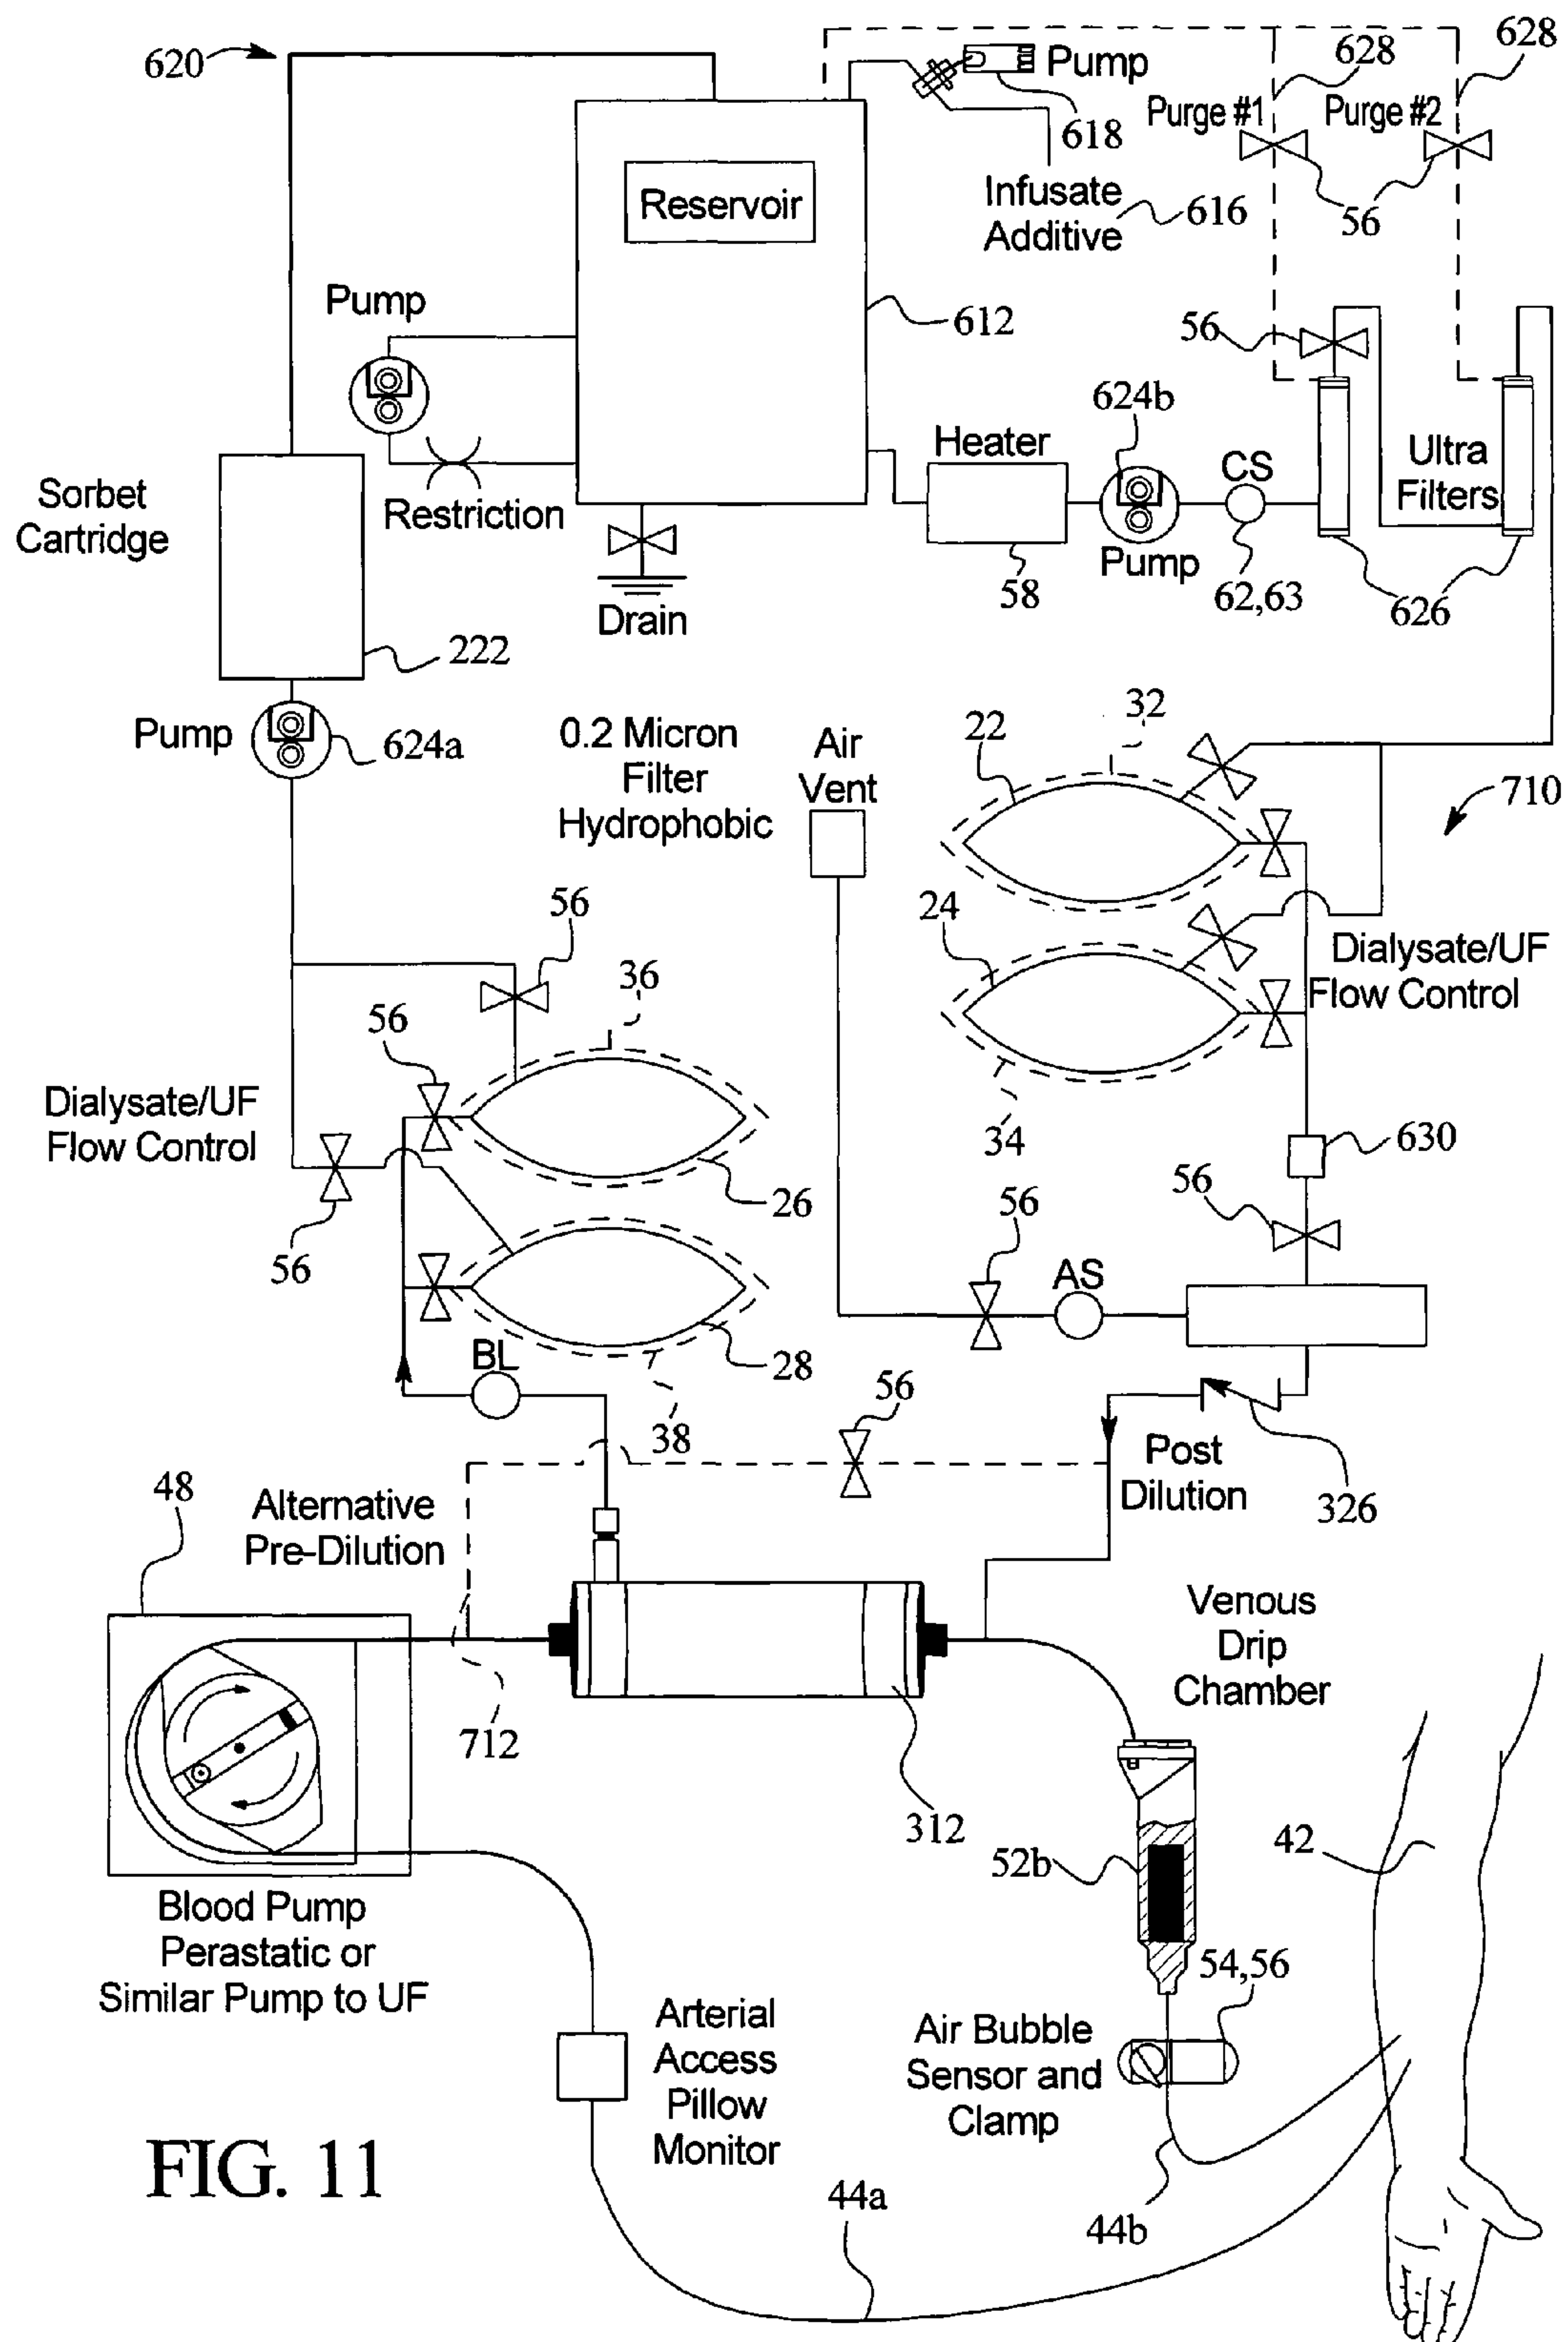 620
628
628
Pump
618
Purge #1
Purge #2
Reservoir
Infusate
Additive
616
56
Pump
612
56
624b
Heater
CS
Ultra
Filters
Sorbet
Cartridge
Restriction
Pump
58
62,63
626
Drain
222
Pump
624a
0.2 Micron
Filter
Hydrophobic
Air
Vent
22
32
710
56
36
24
Dialysate/UF
Flow Control
56
Dialysate/UF
Flow Control
34
630
26
56
56
56
AS
BL
28
38
56
Post
Dilution
326
48
Alternative
Pre-Dilution
Venous
Drip
Chamber
712
312
42
52b
Blood Pump
Perastatic or
Similar Pump to UF
54,56
Arterial
Access
Pillow
Monitor
Air Bubble
Sensor and
Clamp
FIG. 11
44a
44b